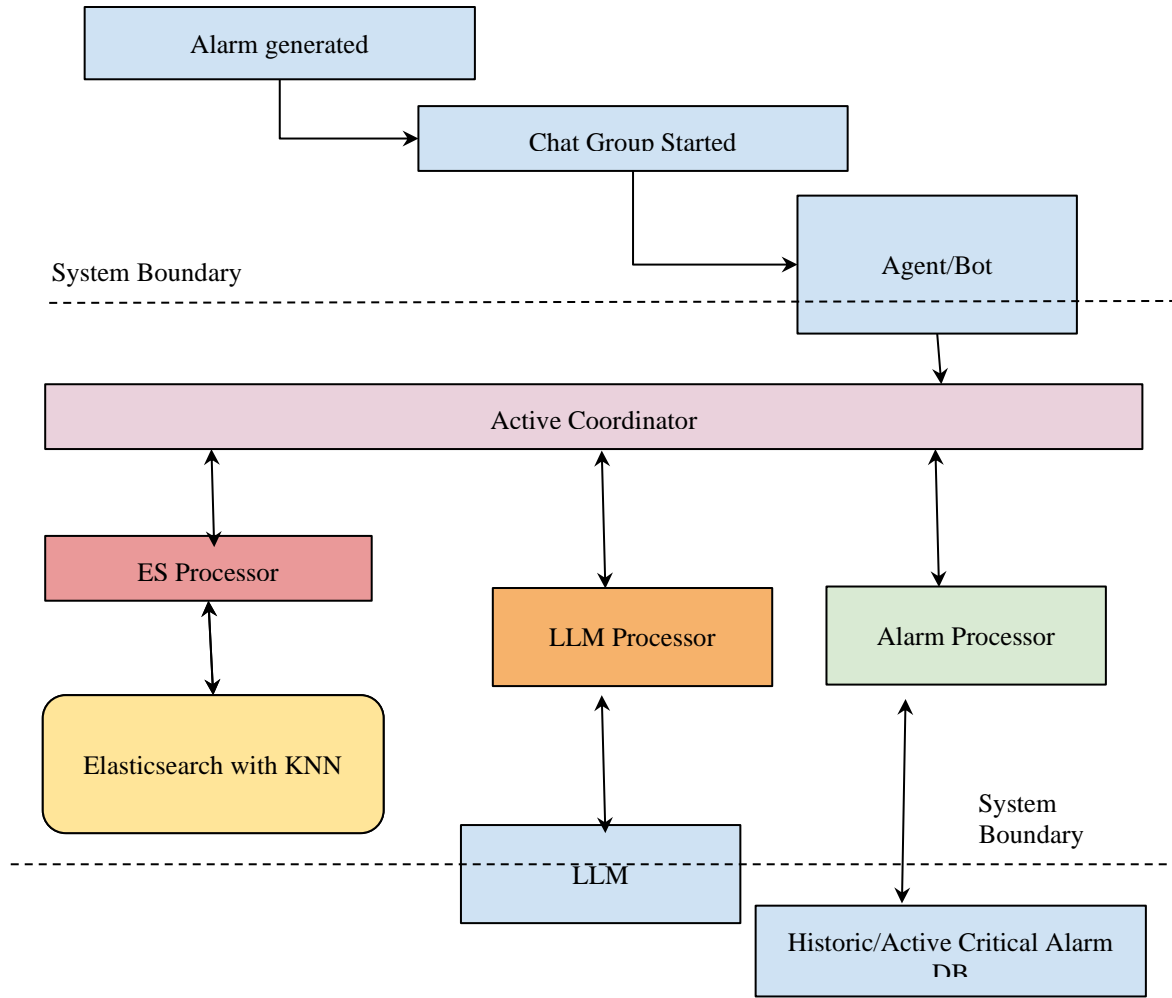 Alarm generated
Chat Group Started
System Boundary
Agent/Bot
Active Coordinator
ES Processor
LLM Processor
Alarm Processor
Elasticsearch with KNN
System
Boundary
LLM
Historic/Active Critical Alarm
DB